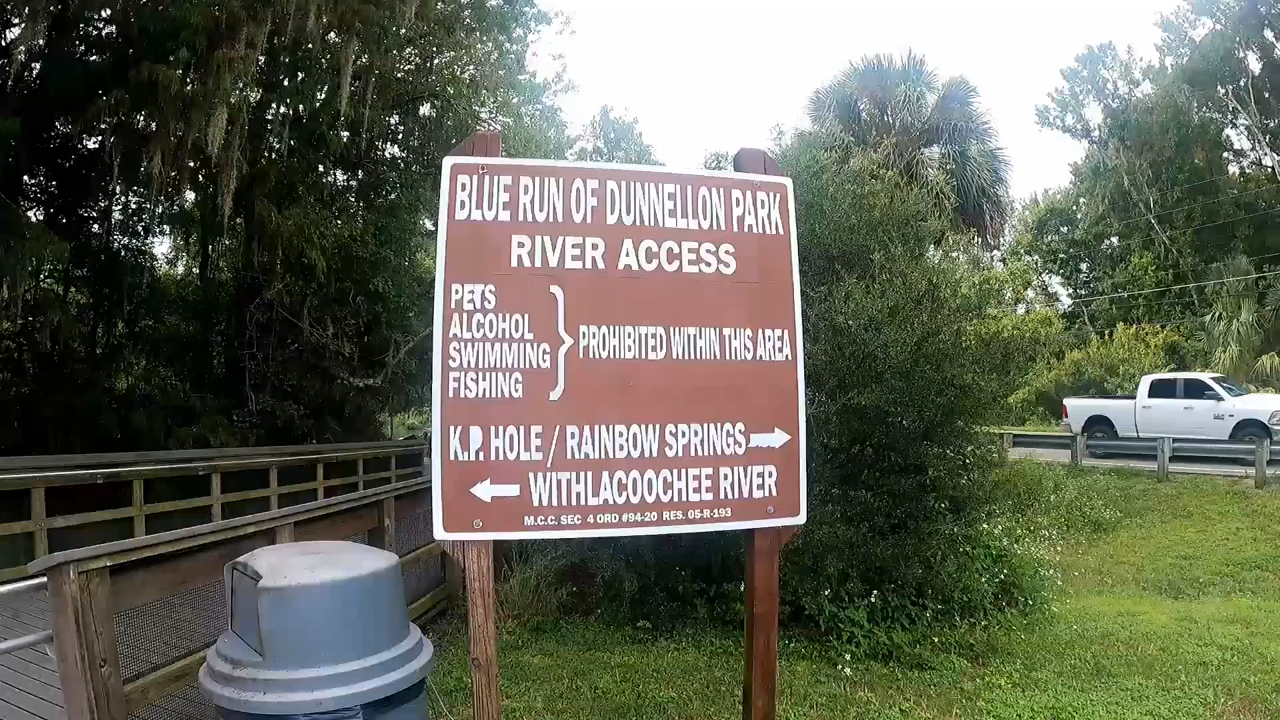 BLUE RUN OF DUNNELLON PARK
RIVER ACCESS
PETS
ALCOHOL
SWIMMING
FISHING
} PROHIBITED WITHIN THIS AREA
K.P. HOLE / RAINBOW SPRINGS →
← WITHLACOOCHEE RIVER
M.C.C. SEC 4 ORD #94-20 RES. 05-R-193